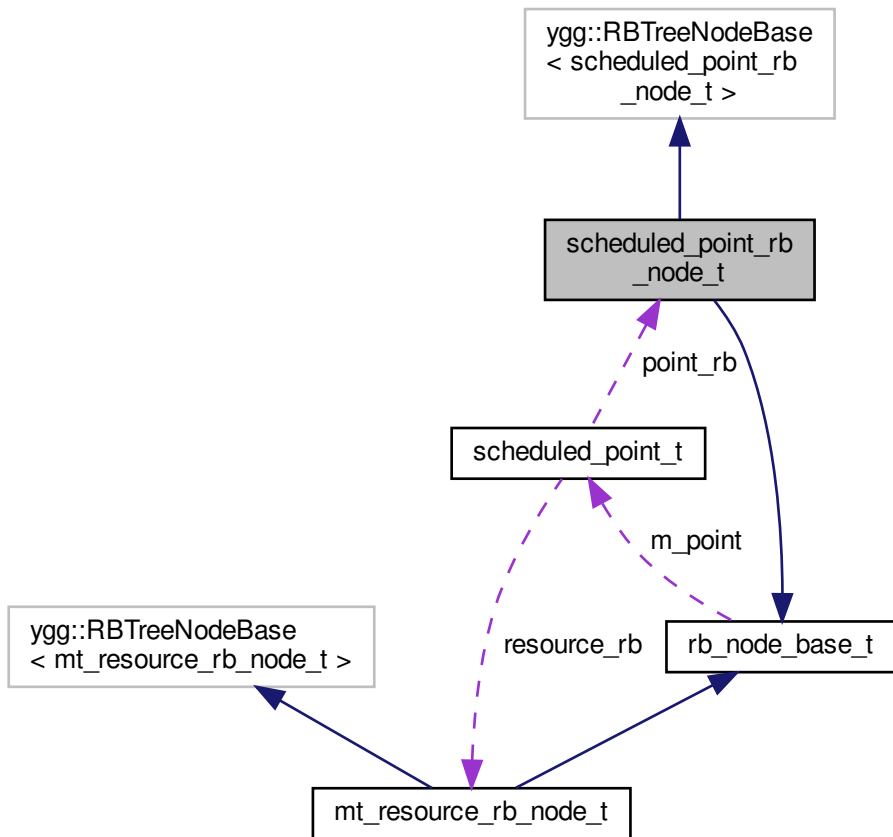 ygg::RBTreeNodeBase
< scheduled_point_rb
_node_t >
scheduled_point_rb
_node_t
point_rb
scheduled_point_t
m_point
ygg::RBTreeNodeBase
< mt_resource_rb_node_t >
resource_rb
rb_node_base_t
mt_resource_rb_node_t